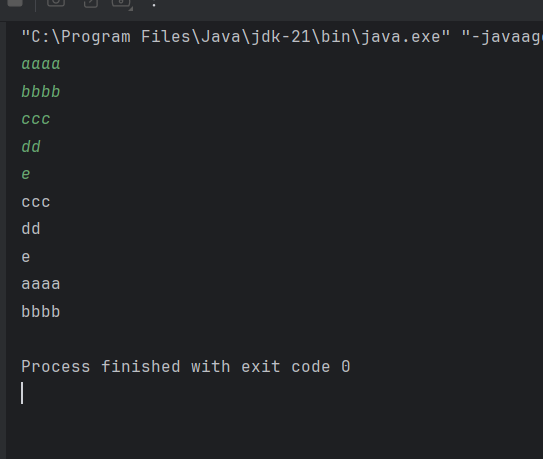 "C:\Program Files\Java\jdk-21\bin\java.exe" "-javaag
aaaa
bbbb
ccc
dd
e
ccc
dd
e
aaaa
bbbb
Process finished with exit code 0